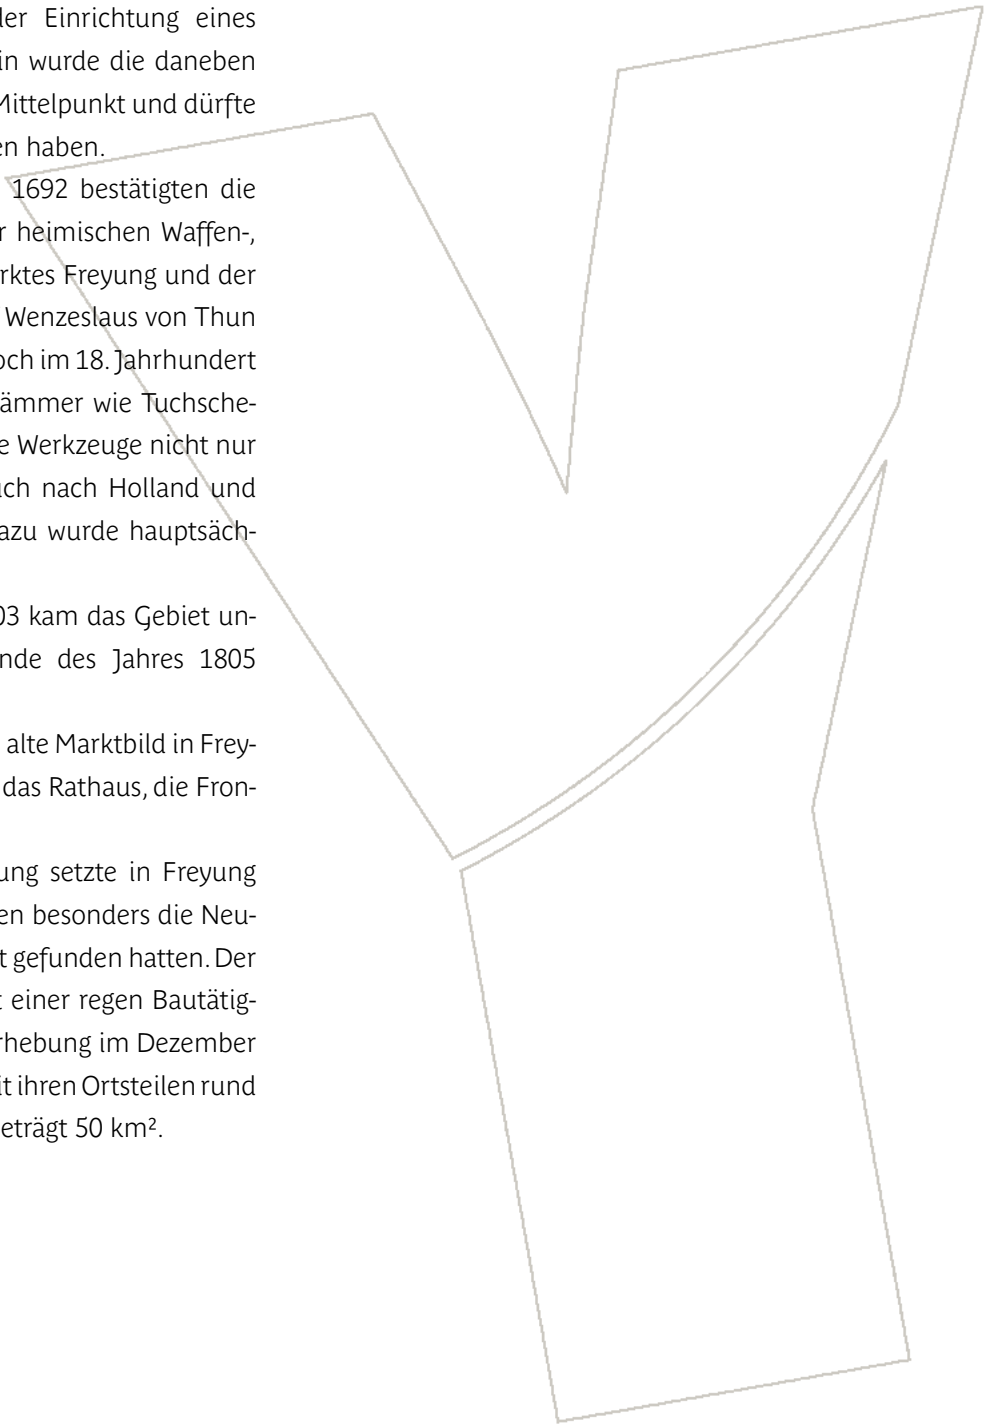 der Einrichtung eines
in wurde die daneben
Mittelpunkt und dürfte
en haben.
1692 bestätigten die
r heimischen Waffen-,
rktes Freyung und der
Wenzeslaus von Thun
och im 18. Jahrhundert
ämmer wie Tuchsche-
e Werkzeuge nicht nur
uch nach Holland und
azu wurde hauptsäch-
03 kam das Gebiet un-
nde des Jahres 1805
alte Marktbild in Frey-
das Rathaus, die Fron-
ung setzte in Freyung
en besonders die Neu-
t gefunden hatten. Der
t einer regen Bautätig-
rhebung im Dezember
it ihren Ortsteilen rund
eträgt 50 km².